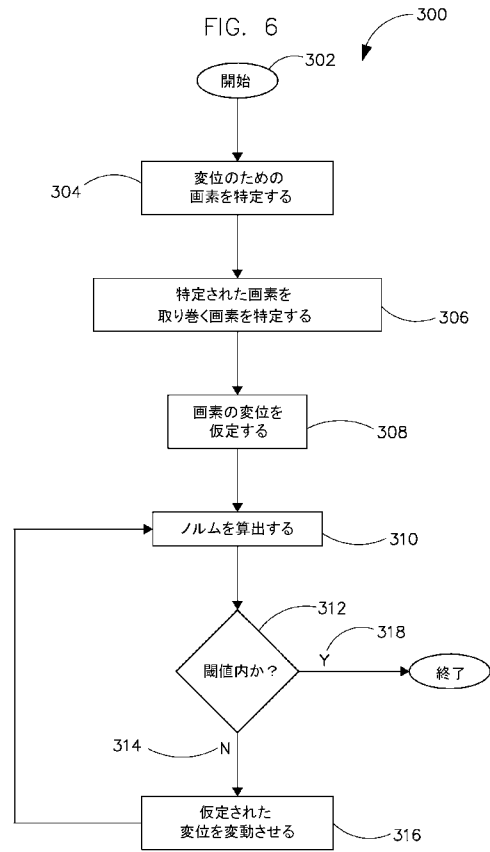 FIG. 6
300
開始
302
変位のための
画素を特定する
304
特定された画素を
取り巻く画素を特定する
306
画素の変位を
仮定する
308
ノルムを算出する
310
312
閾値内か?
318
Y
終了
314
N
仮定された
変位を変動させる
316